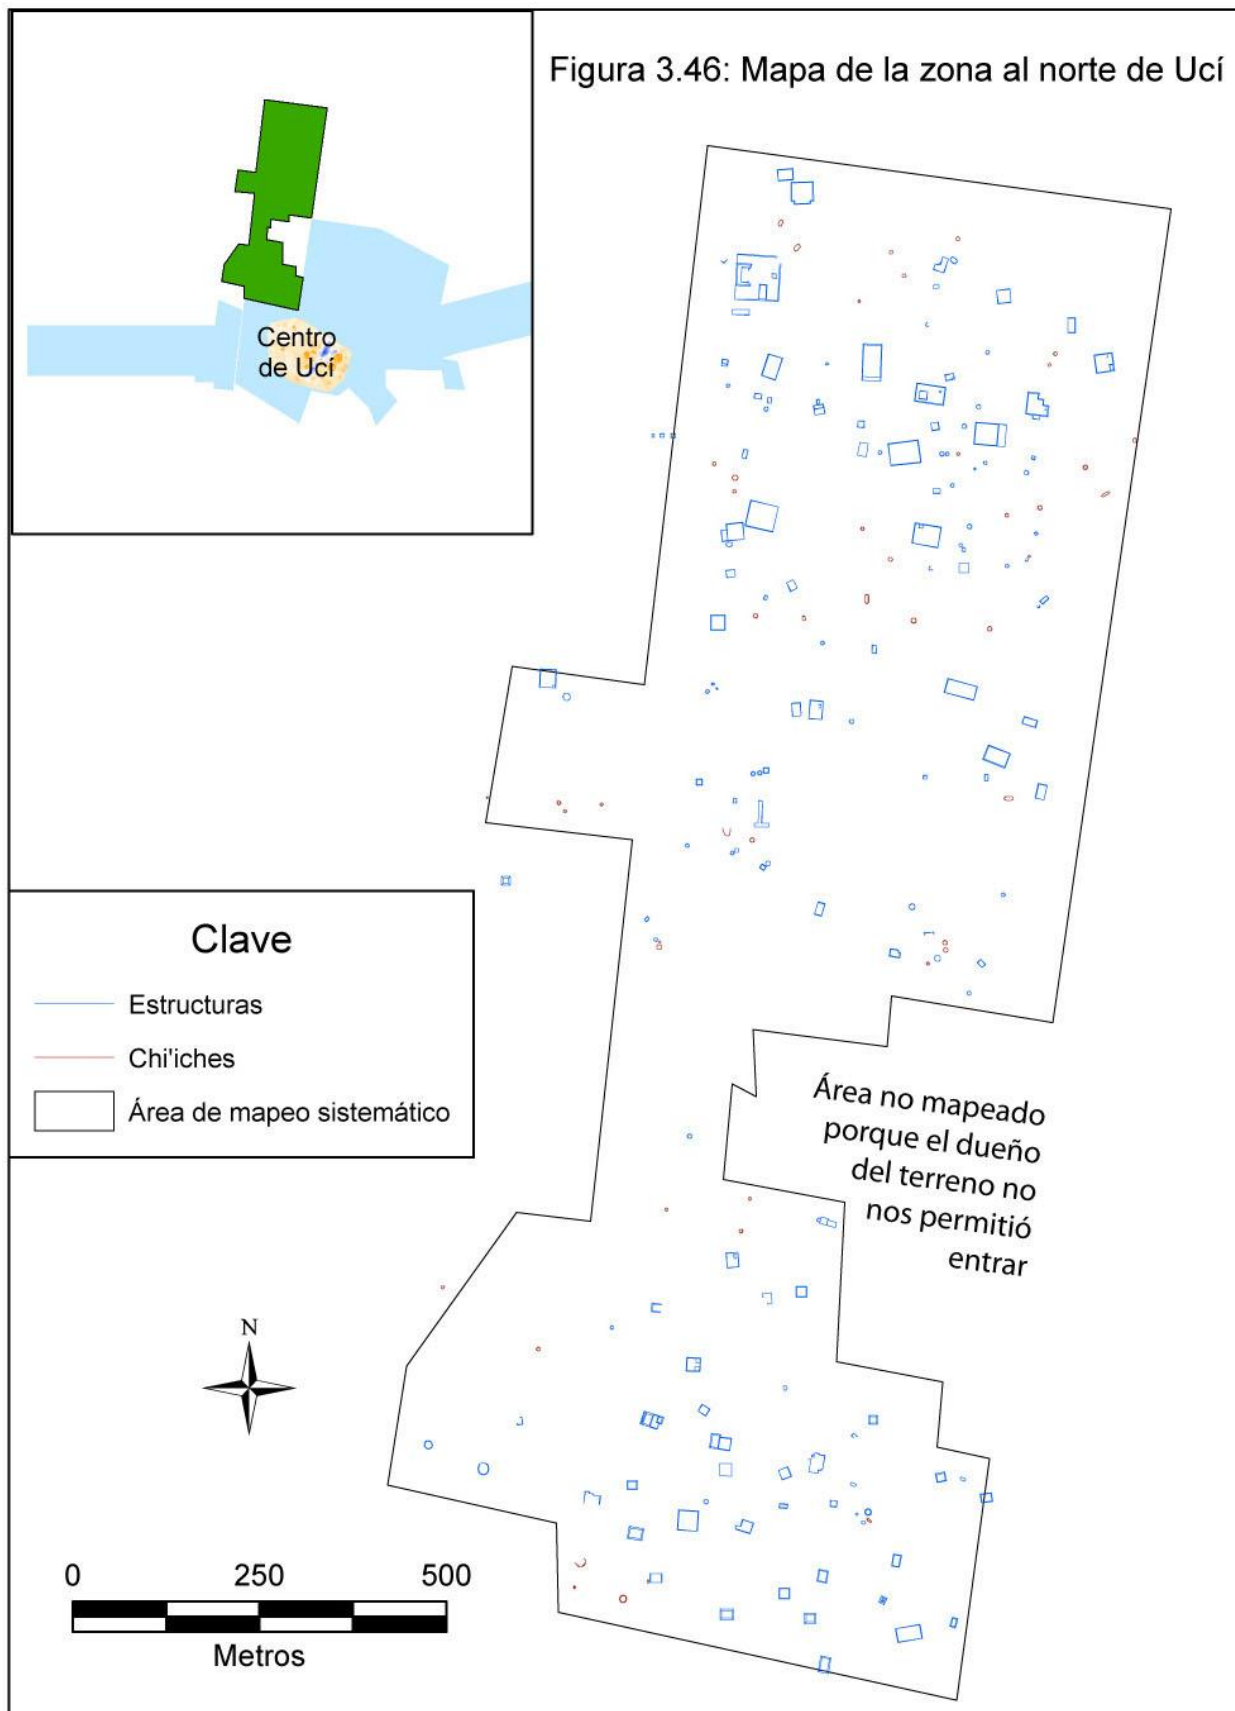 Figura 3.46: Mapa de la zona al norte de Ucí
Centro
de Ucí
Clave
Estructuras
Chi'iches
Área de mapeo sistemático
Área no mapeado
porque el dueño
del terreno no
nos permitió
entrar
N
0 250 500
Metros